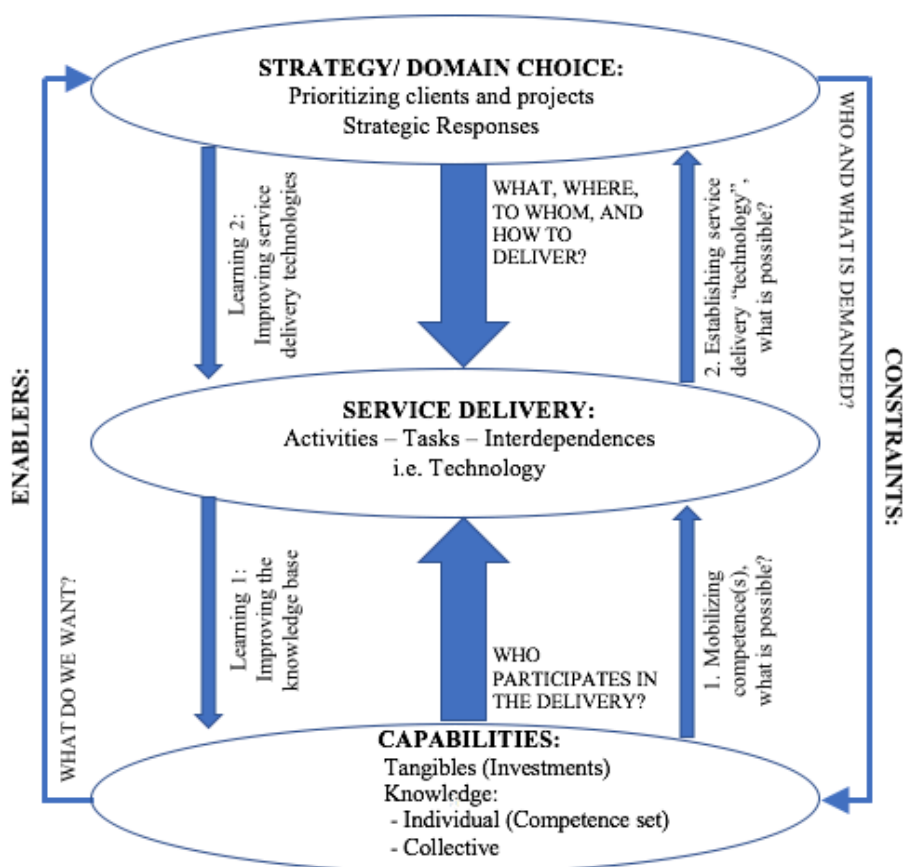 STRATEGY/ DOMAIN CHOICE:
Prioritizing clients and projects
Strategic Responses
WHO AND WHAT IS DEMANDED?
Learning 2:
Improving service
delivery technologies
WHAT, WHERE,
TO WHOM, AND
HOW TO
DELIVER?
2. Establishing service
delivery “technology”,
what is possible?
ENABLERS:
CONSTRAINTS:
SERVICE DELIVERY:
Activities – Tasks – Interdependences
i.e. Technology
WHAT DO WE WANT?
Learning 1:
Improving the
knowledge base
WHO
PARTICIPATES IN
THE DELIVERY?
1. Mobilizing
competence(s),
what is possible?
CAPABILITIES:
Tangibles (Investments)
Knowledge:
- Individual (Competence set)
- Collective